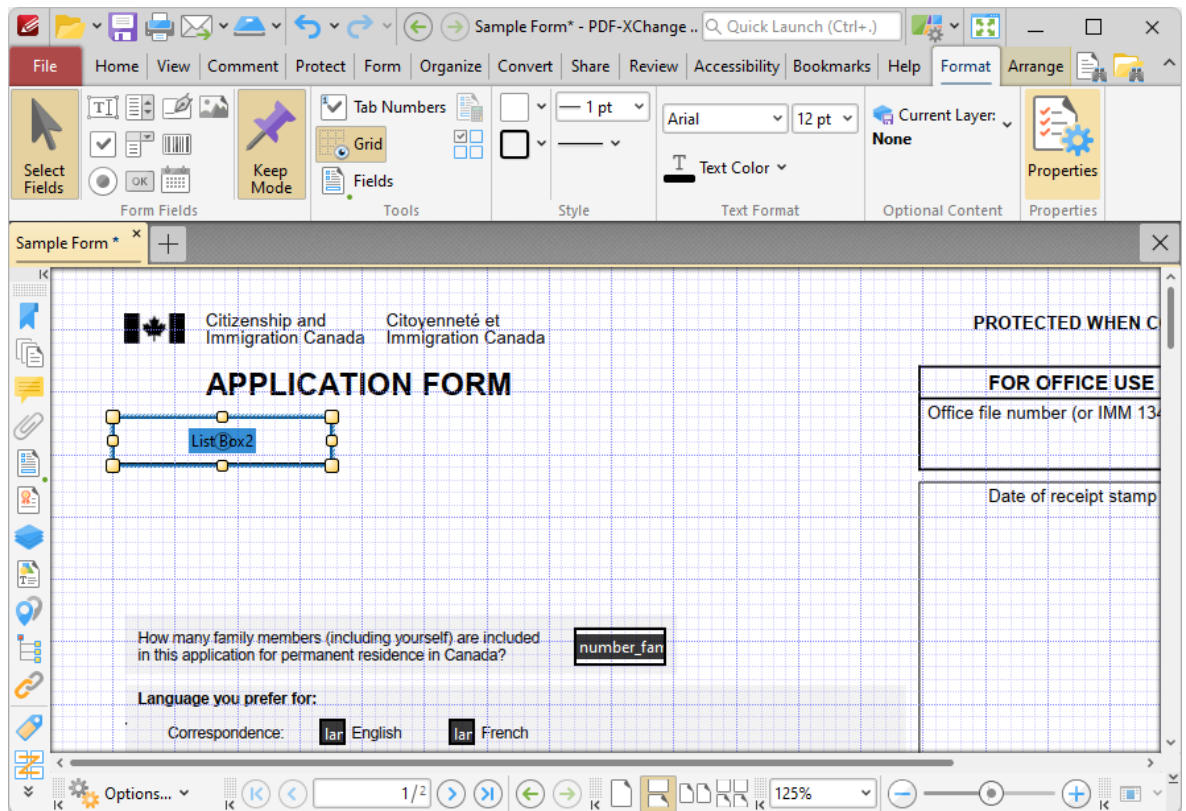 Sample Form* - PDF-XChange ..
Quick Launch (Ctrl+.)
File Home View Comment Protect Form Organize Convert Share Review Accessibility Bookmarks Help Format Arrange
Select Fields
OK
Keep Mode
Tab Numbers
Grid
Fields
1 pt
Arial
12 pt
T Text Color
Current Layer:
None
Properties
Form Fields Tools Style Text Format Optional Content Properties
Sample Form *
Citizenship and Immigration Canada
Citoyenneté et Immigration Canada
PROTECTED WHEN C
APPLICATION FORM
FOR OFFICE USE
Office file number (or IMM 134
List Box2
Date of receipt stamp
How many family members (including yourself) are included
in this application for permanent residence in Canada?
number_fam
Language you prefer for:
Correspondence: lar English lar French
Options...
1/2
125%